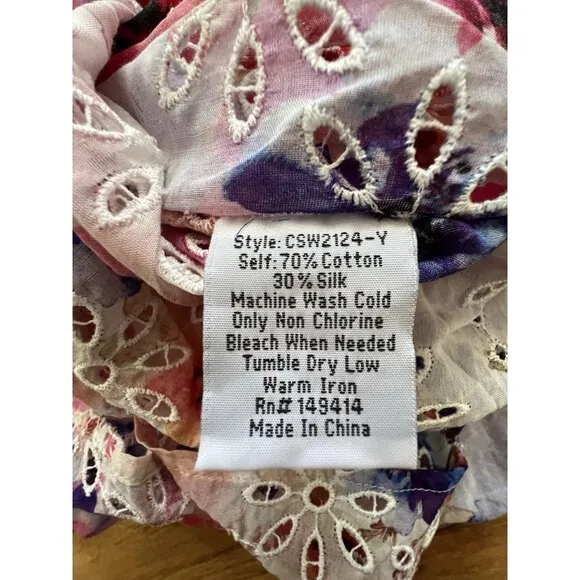 Style: CSW2124-Y
Self: 70% Cotton
30% Silk
Machine Wash Cold
Only Non Chlorine
Bleach When Needed
Tumble Dry Low
Warm Iron
Rn# 149414
Made In China